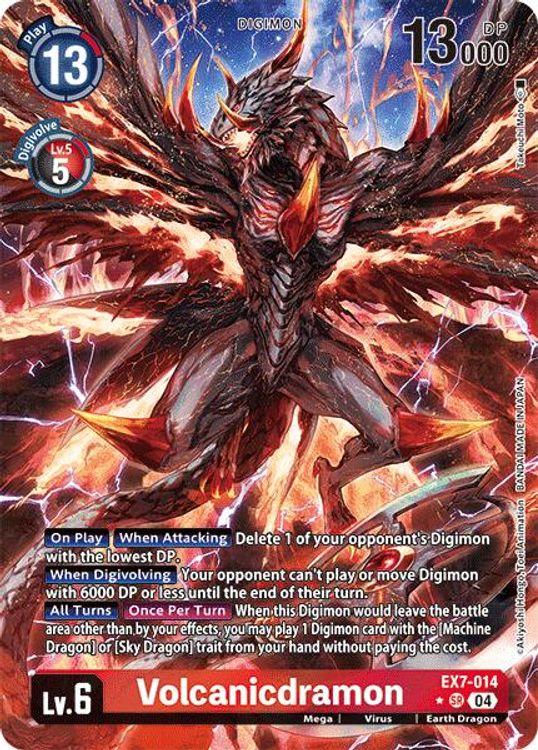 Play
13
DIGIMON
13000
DP
Digivolve
Lv.5
5
Takeuchi Moto
©Akiyoshi Hongo, Toei Animation BANDAI MADE IN JAPAN
[On Play] [When Attacking] Delete 1 of your opponent's Digimon
with the lowest DP.
[When Digivolving] Your opponent can't play or move Digimon
with 6000 DP or less until the end of their turn.
[All Turns] [Once Per Turn] When this Digimon would leave the battle
area other than by your effects, you may play 1 Digimon card with the [Machine
Dragon] or [Sky Dragon] trait from your hand without paying the cost.
Lv.6
Volcanicdramon
EX7-014
SR 04
Mega | Virus | Earth Dragon